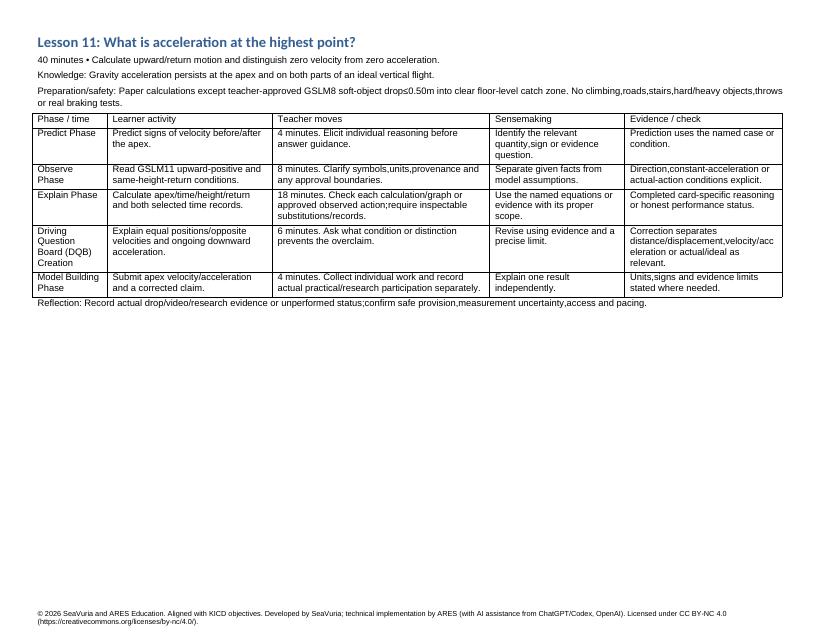 Lesson 11: What is acceleration at the highest point?
40 minutes • Calculate upward/return motion and distinguish zero velocity from zero acceleration.
Knowledge: Gravity acceleration persists at the apex and on both parts of an ideal vertical flight.
Preparation/safety: Paper calculations except teacher-approved GSLM8 soft-object drops≤0.50m into clear floor-level catch zone. No climbing,roads,stairs,hard/heavy objects,throws
or real braking tests.
Phase / time
Learner activity
Teacher moves
Sensemaking
Evidence / check
Predict Phase
Predict signs of velocity before/after
the apex.
4 minutes. Elicit individual reasoning before
answer guidance.
Identify the relevant
quantity,sign or evidence
question.
Prediction uses the named case or
condition.
Observe
Phase
Read GSLM11 upward-positive and
same-height-return conditions.
8 minutes. Clarify symbols,units,provenance and
any approval boundaries.
Separate given facts from
model assumptions.
Direction,constant-acceleration or
actual-action conditions explicit.
Explain Phase
Calculate apex/time/height/return
and both selected time records.
18 minutes. Check each calculation/graph or
approved observed action;require inspectable
substitutions/records.
Use the named equations or
evidence with its proper
scope.
Completed card-specific reasoning
or honest performance status.
Driving
Question
Board (DQB)
Creation
Explain equal positions/opposite
velocities and ongoing downward
acceleration.
6 minutes. Ask what condition or distinction
prevents the overclaim.
Revise using evidence and a
precise limit.
Correction separates
distance/displacement,velocity/acc
eleration or actual/ideal as
relevant.
Model Building
Phase
Submit apex velocity/acceleration
and a corrected claim.
4 minutes. Collect individual work and record
actual practical/research participation separately.
Explain one result
independently.
Units,signs and evidence limits
stated where needed.
Reflection: Record actual drop/video/research evidence or unperformed status;confirm safe provision,measurement uncertainty,access and pacing.
© 2026 SeaVuria and ARES Education. Aligned with KICD objectives. Developed by SeaVuria; technical implementation by ARES (with AI assistance from ChatGPT/Codex, OpenAI). Licensed under CC BY-NC 4.0
(https://creativecommons.org/licenses/by-nc/4.0/).